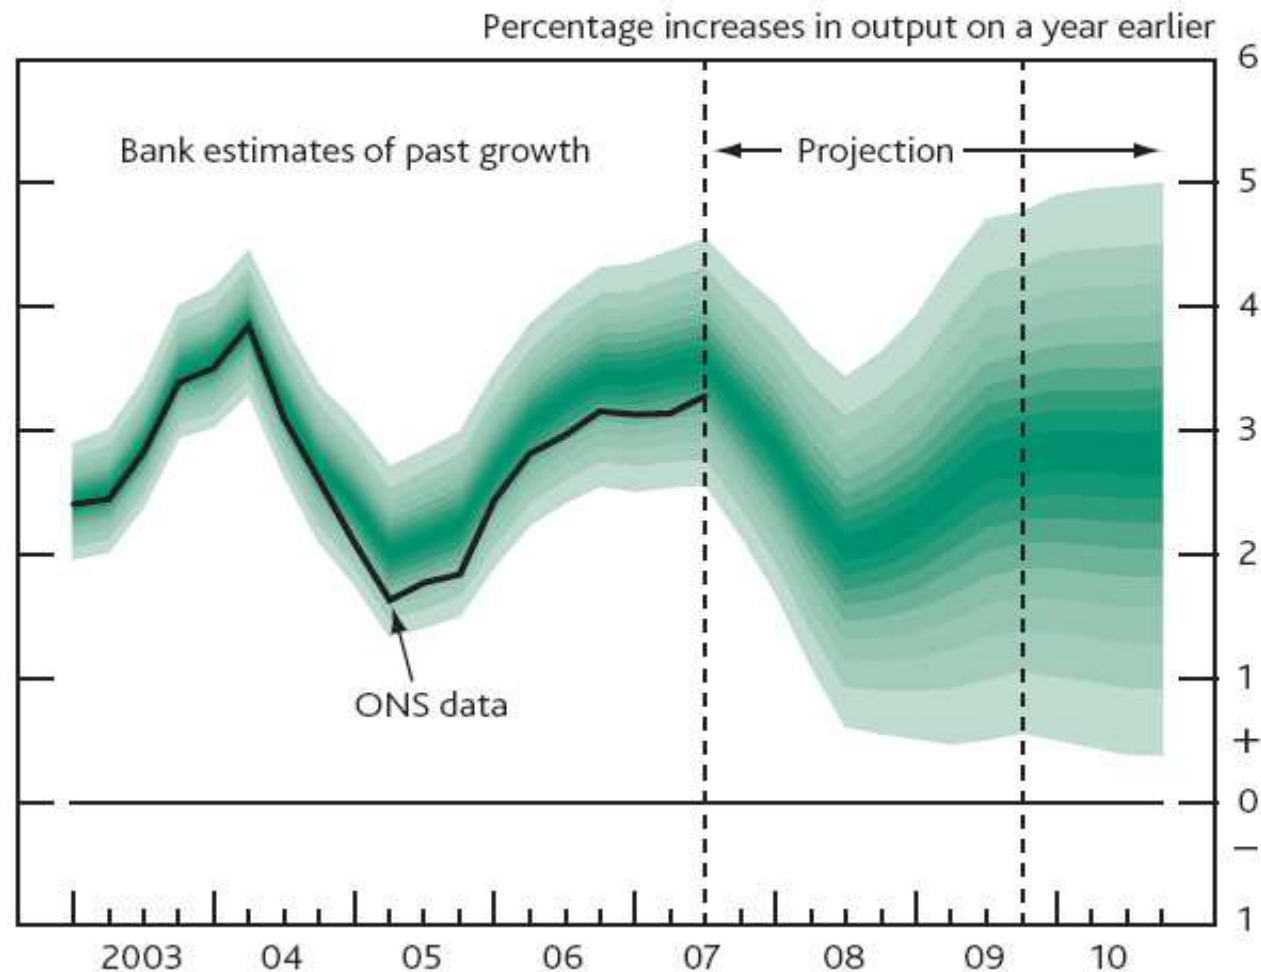 Percentage increases in output on a year earlier
Bank estimates of past growth
Projection
ONS data
6
5
4
3
2
1
+
0
–
1
2003 04 05 06 07 08 09 10